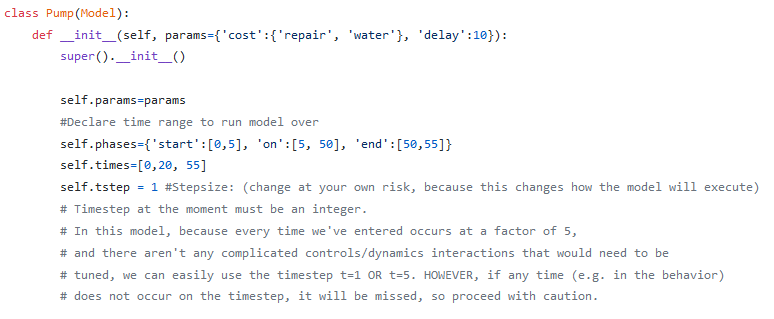 class Pump(Model):
    def __init__(self, params={'cost':{'repair', 'water'}, 'delay':10}):
        super().__init__()
        self.params=params
        #Declare time range to run model over
        self.phases={'start':[0,5], 'on':[5, 50], 'end':[50,55]}
        self.times=[0,20, 55]
        self.tstep = 1 #Stepsize: (change at your own risk, because this changes how the model will execute)
        # Timestep at the moment must be an integer.
        # In this model, because every time we've entered occurs at a factor of 5,
        # and there aren't any complicated controls/dynamics interactions that would need to be
        # tuned, we can easily use the timestep t=1 OR t=5. HOWEVER, if any time (e.g. in the behavior)
        # does not occur on the timestep, it will be missed, so proceed with caution.